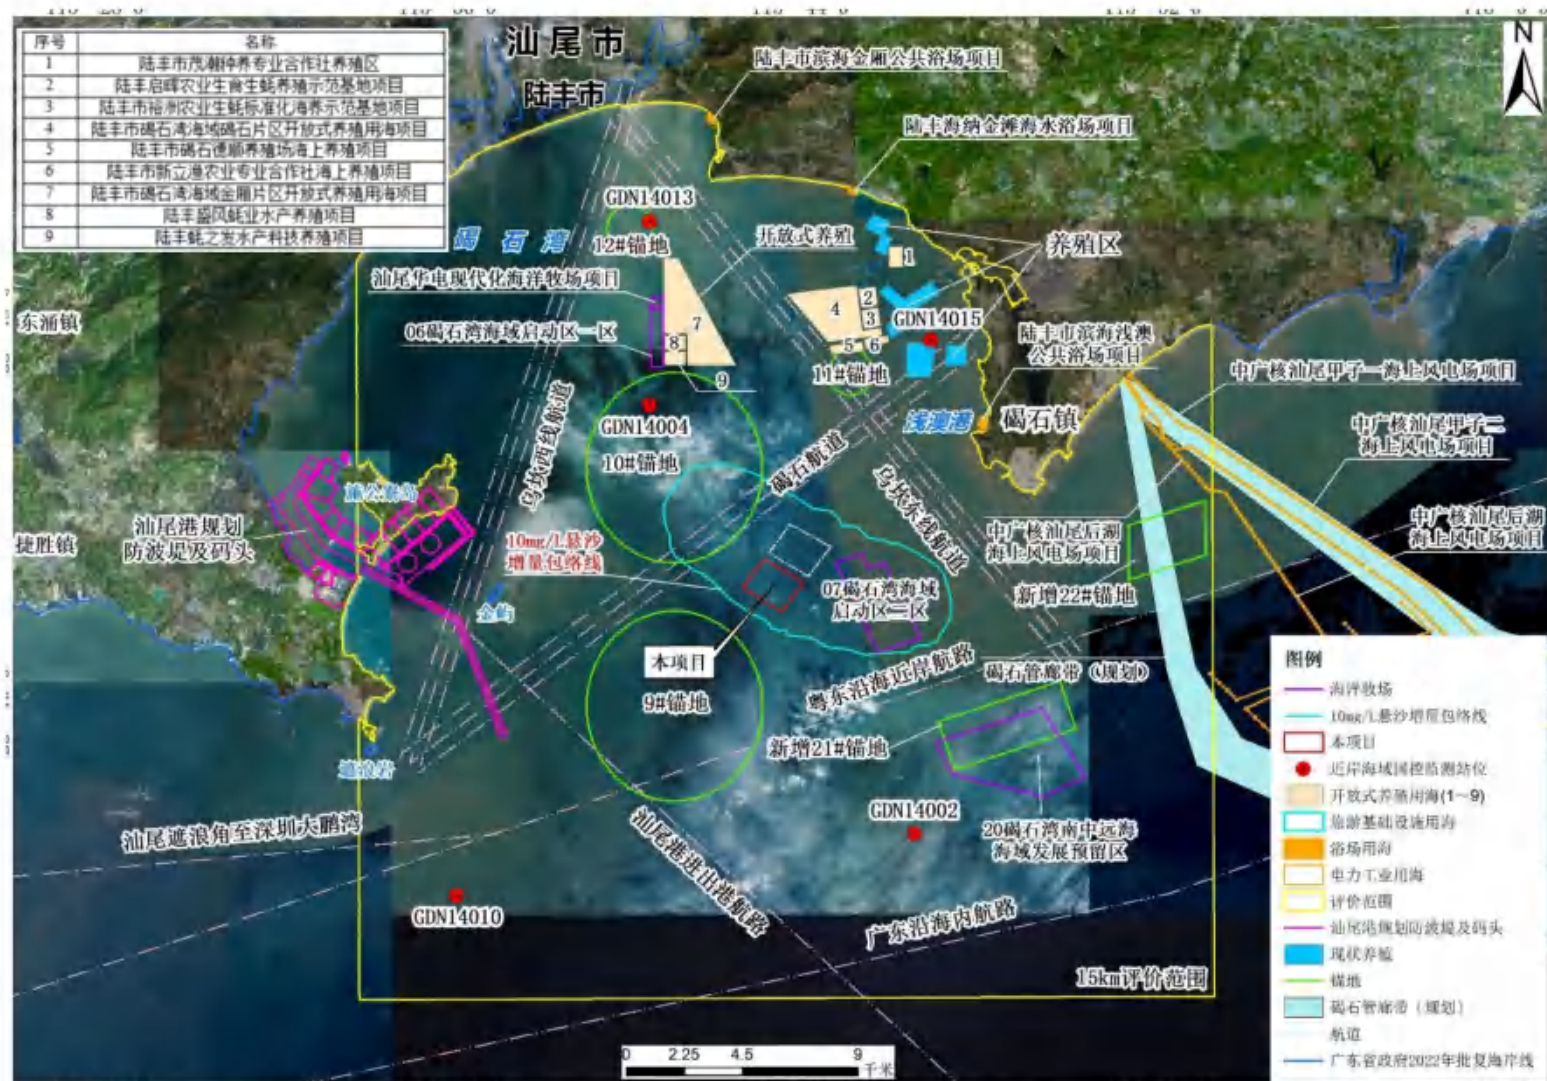 序号 名称
1 陆丰市茂瀚种养专业合作社养殖区
2 陆丰启晖农业生食生蚝养殖示范基地项目
3 陆丰市裕洲农业生蚝标准化海养示范基地项目
4 陆丰市碣石湾海域碣石片区开放式养殖用海项目
5 陆丰市碣石德顺养殖场海上养殖项目
6 陆丰市新立渔农业专业合作社海上养殖项目
7 陆丰市碣石湾海域金厢片区开放式养殖用海项目
8 陆丰盛风蚝业水产养殖项目
9 陆丰蚝之发水产科技养殖项目
汕尾市
陆丰市
N
陆丰市滨海金厢公共浴场项目
陆丰海纳金滩海水浴场项目
GDN14013
12#锚地
碣石湾
开放式养殖
养殖区
1
汕尾华电现代化海洋牧场项目
2
3
4
5
6
7
8
9
06碣石湾海域启动区一区
GDN14015
11#锚地
东涌镇
陆丰市滨海浅澳
公共浴场项目
中广核汕尾甲子一海上风电场项目
GDN14004
10#锚地
乌坎西线航道
碣石航道
乌坎东线航道
浅澳港
碣石镇
中广核汕尾甲子二
海上风电场项目
汕尾港规划
防波堤及码头
捷胜镇
10mg/L悬沙
增量包络线
中广核汕尾后湖
海上风电场项目
中广核汕尾后湖
海上风电场项目
新增22#锚地
金屿
07碣石湾海域
启动区二区
本项目
9#锚地
粤东沿海近岸航路
碣石管廊带（规划）
新增21#锚地
遮浪岩
汕尾遮浪角至深圳大鹏湾
汕尾港进出港航路
GDN14002
20碣石湾南中远海
海域发展预留区
GDN14010
广东沿海内航路
15km评价范围
0 2.25 4.5 9
千米
图例
海洋牧场
10mg/L悬沙增量包络线
本项目
近岸海域国控监测站位
开放式养殖用海(1～9)
旅游基础设施用海
浴场用海
电力工业用海
评价范围
汕尾港规划防波堤及码头
现状养殖
锚地
碣石管廊带（规划）
航道
广东省政府2022年批复海岸线